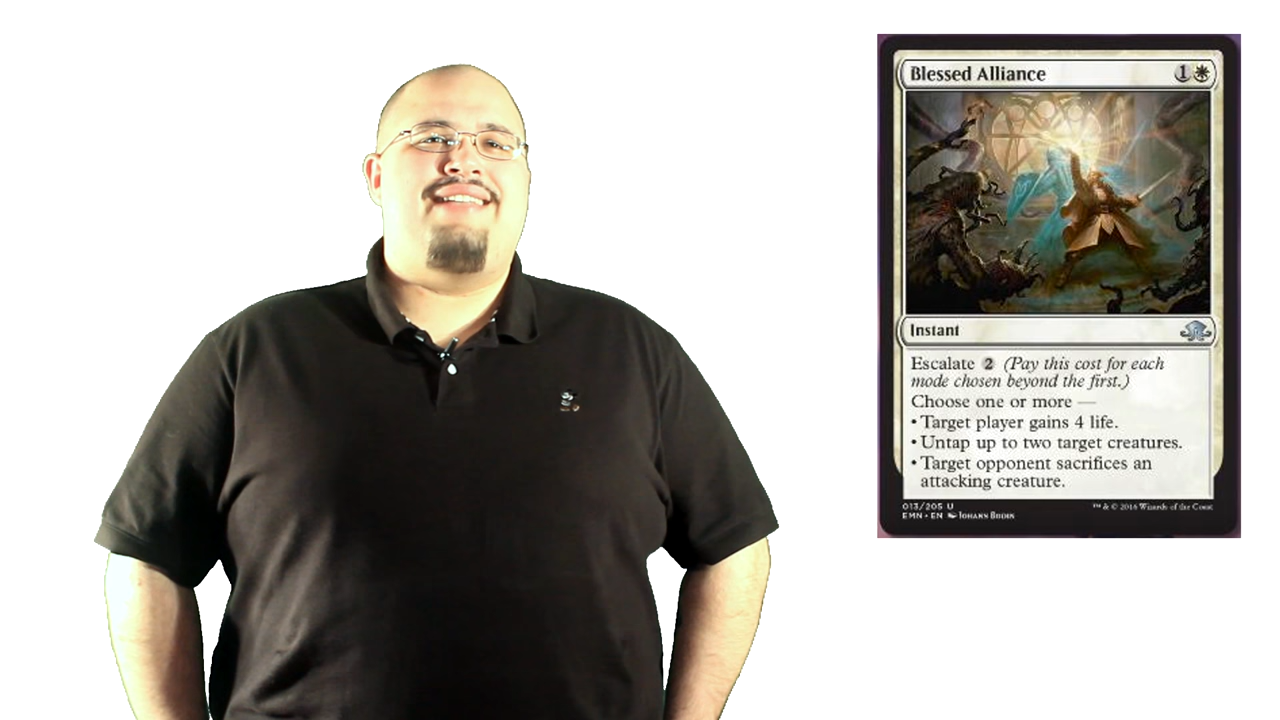 Blessed Alliance 1
Instant
Escalate 2 (Pay this cost for each
mode chosen beyond the first.)
Choose one or more —
• Target player gains 4 life.
• Untap up to two target creatures.
• Target opponent sacrifices an
attacking creature.
013/205 U
EMN • EN Johann Bodin
™ & © 2016 Wizards of the Coast